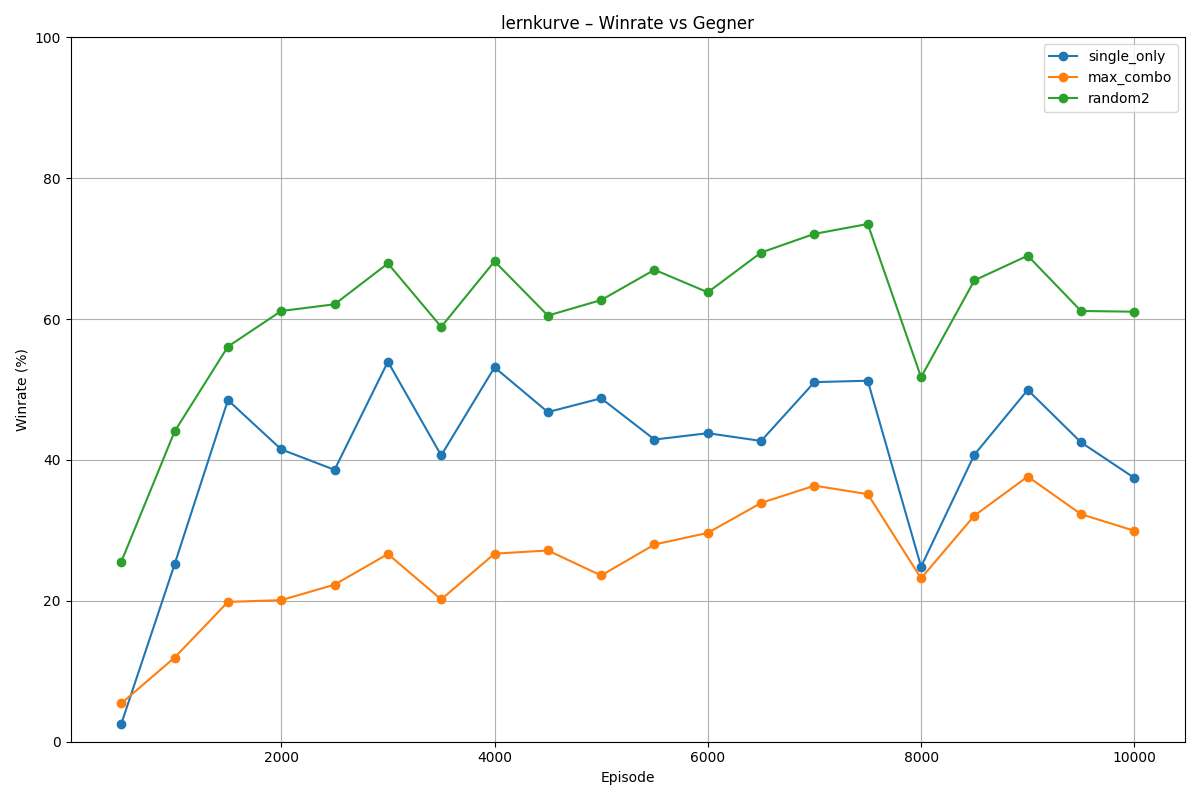 lernkurve – Winrate vs Gegner
single_only
max_combo
random2
Winrate (%)
100
80
60
40
20
0
2000 4000 6000 8000 10000
Episode